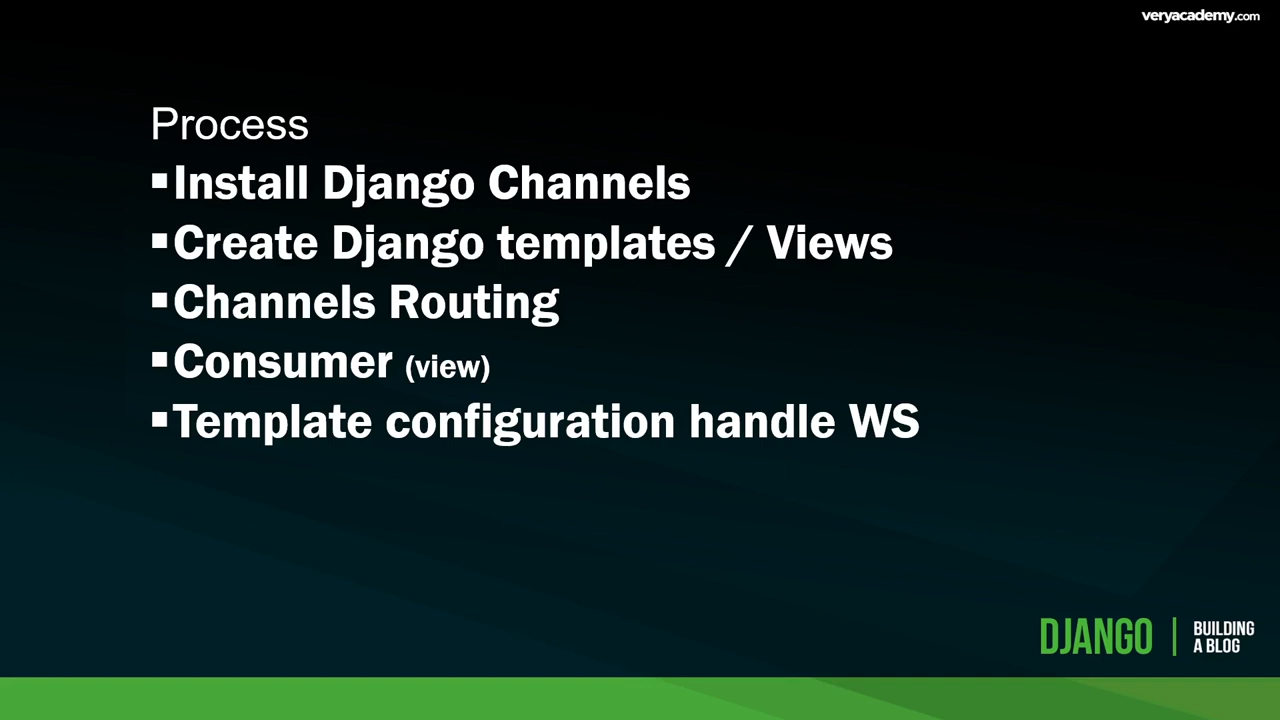 veryacademy.com
Process
▪Install Django Channels
▪Create Django templates / Views
▪Channels Routing
▪Consumer (view)
▪Template configuration handle WS
DJANGO | BUILDING
A BLOG